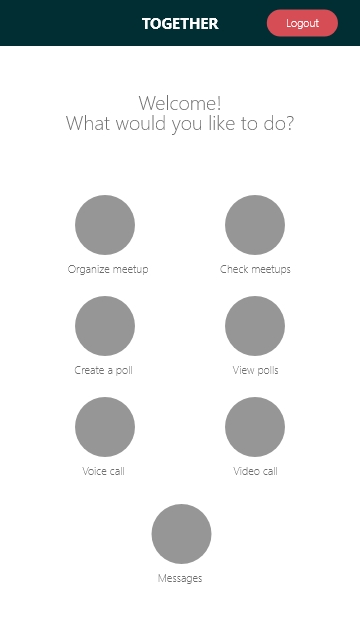 TOGETHER
Logout
Welcome!
What would you like to do?
Organize meetup
Check meetups
Create a poll
View polls
Voice call
Video call
Messages